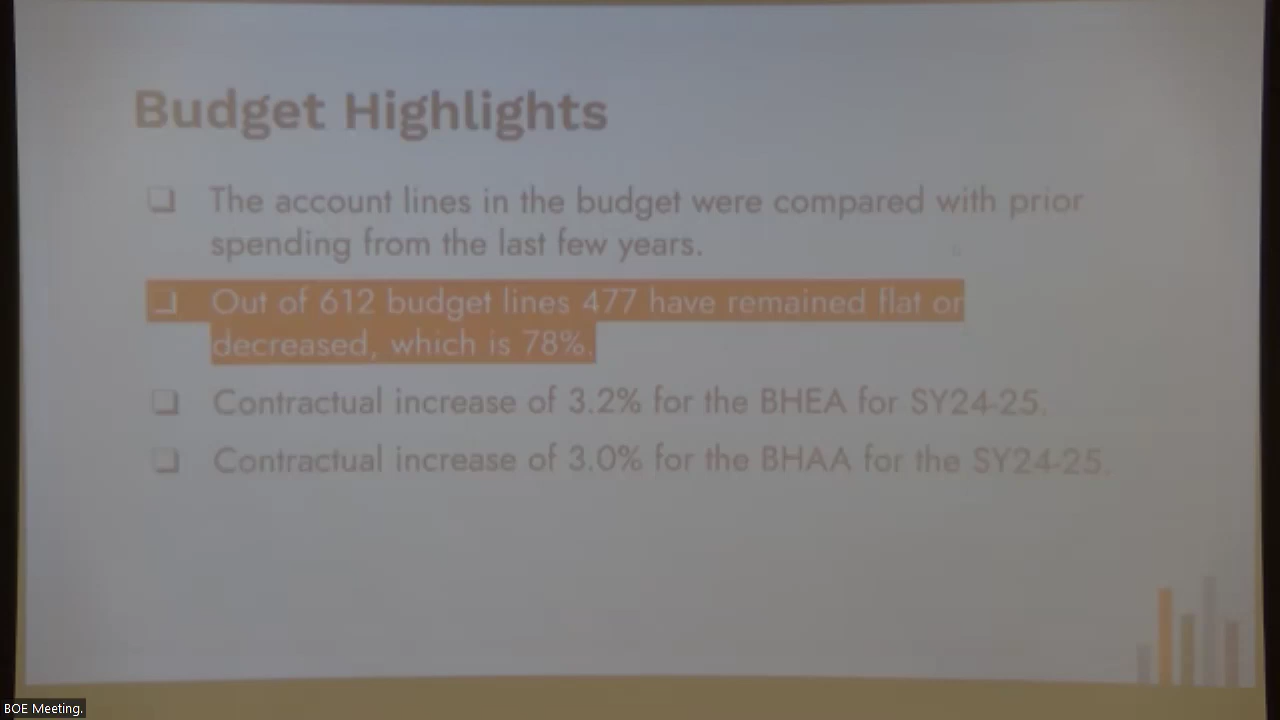 Budget Highlights
❑ The account lines in the budget were compared with prior
spending from the last few years.
❑ Out of 612 budget lines 477 have remained flat or
decreased, which is 78%.
❑ Contractual increase of 3.2% for the BHEA for SY24-25.
❑ Contractual increase of 3.0% for the BHAA for the SY24-25.
BOE Meeting.